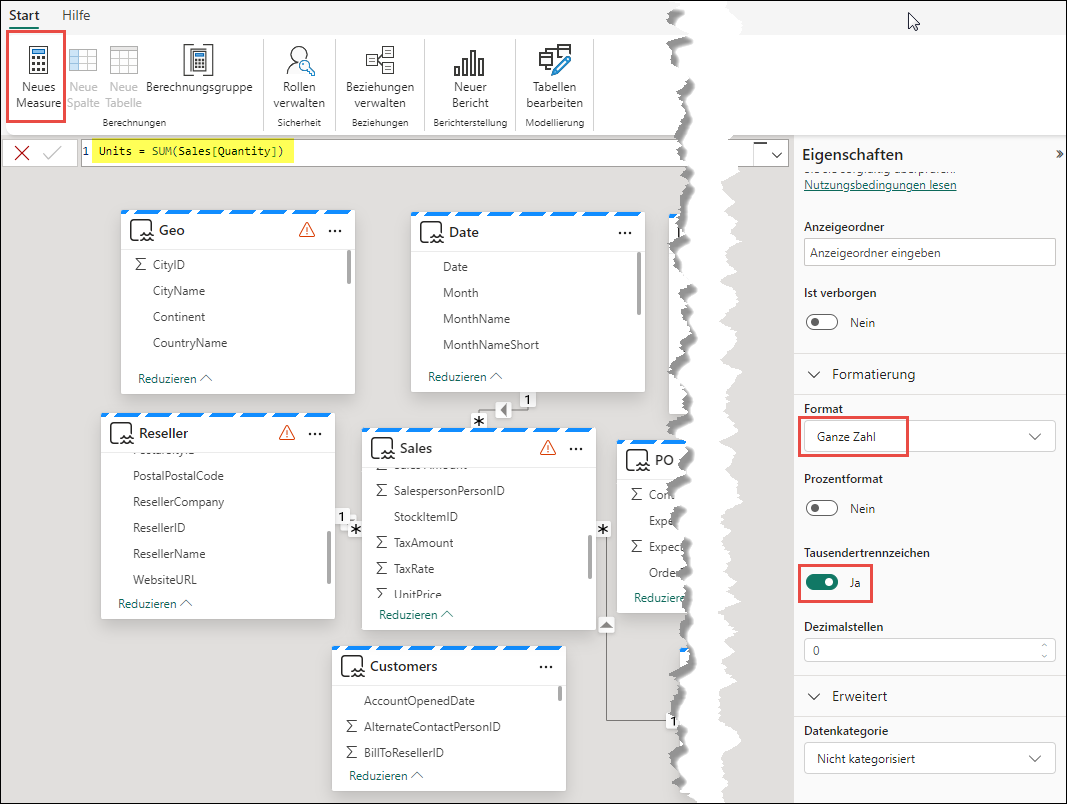 Start Hilfe
Neues Measure
Neue Spalte
Neue Tabelle
Berechnungsgruppe
Berechnungen
Rollen verwalten
Sicherheit
Beziehungen verwalten
Beziehungen
Neuer Bericht
Berichterstellung
Tabellen bearbeiten
Modellierung
1 Units = SUM(Sales[Quantity])
Geo
CityID
CityName
Continent
CountryName
Reduzieren
Date
Date
Month
MonthName
MonthNameShort
Reduzieren
1
*
Reseller
PostalPostalCode
ResellerCompany
ResellerID
ResellerName
WebsiteURL
Reduzieren
1
*
Sales
SalespersonPersonID
StockItemID
TaxAmount
TaxRate
UnitPrice
Reduzieren
*
PO
Expe
Expect
Order
Reduziere
1
Customers
AccountOpenedDate
AlternateContactPersonID
BillToResellerID
Reduzieren
Eigenschaften
Nutzungsbedingungen lesen
Anzeigeordner
Anzeigeordner eingeben
Ist verborgen
Nein
Formatierung
Format
Ganze Zahl
Prozentformat
Nein
Tausendertrennzeichen
Ja
Dezimalstellen
0
Erweitert
Datenkategorie
Nicht kategorisiert